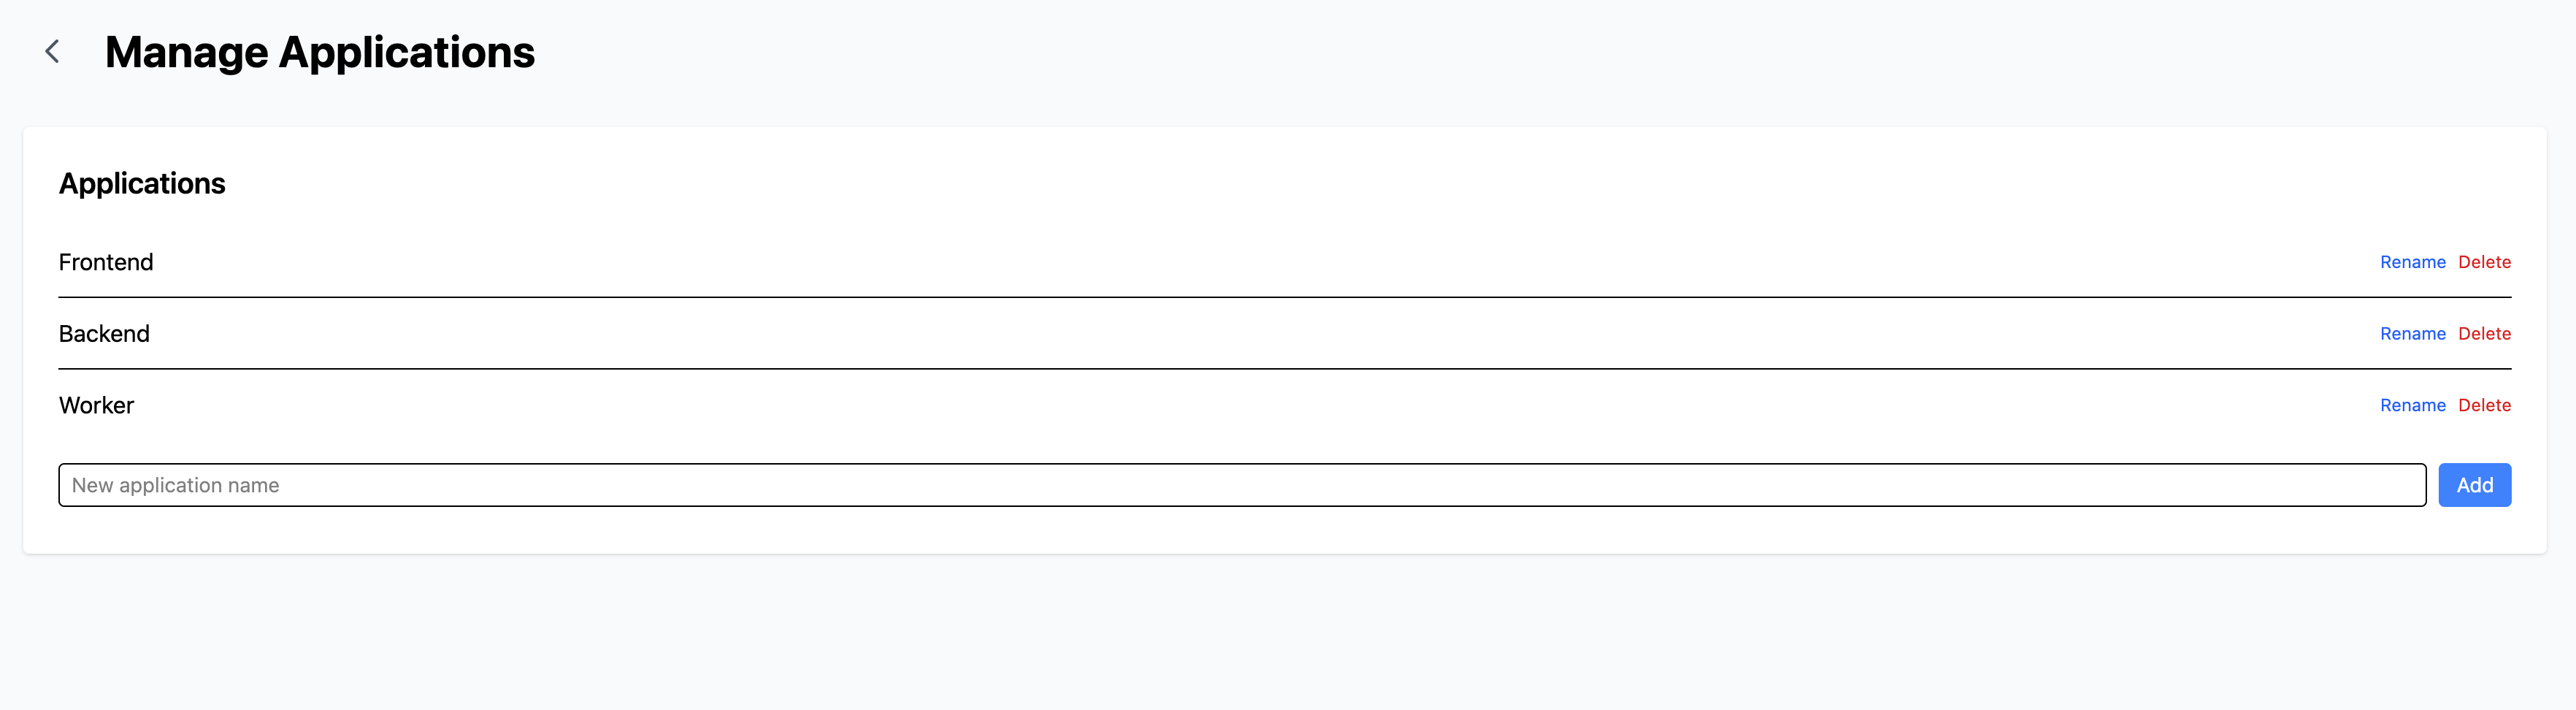 Manage Applications
Applications
Frontend Rename Delete
Backend Rename Delete
Worker Rename Delete
New application name Add